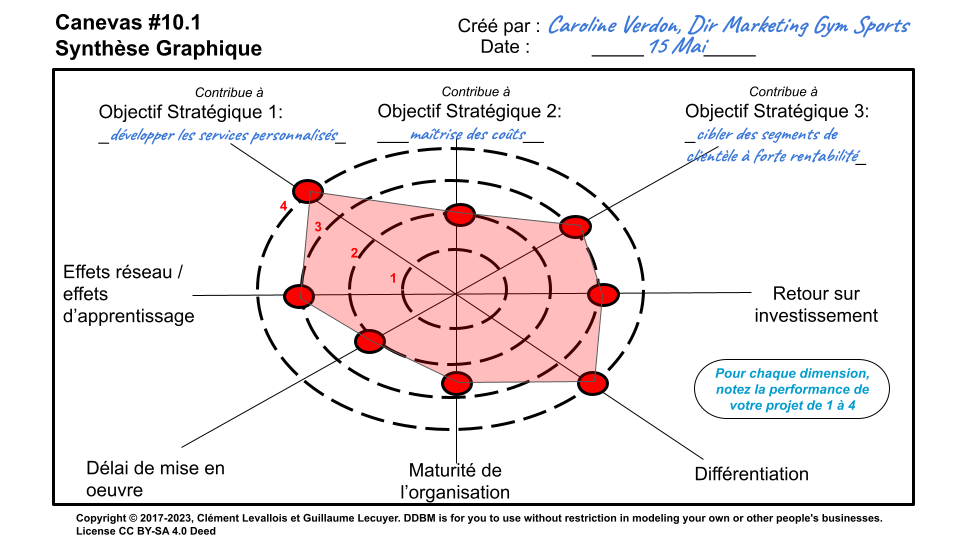 Canevas #10.1
Synthèse Graphique
Créé par : Caroline Verdon, Dir Marketing Gym Sports
Date : _____ 15 Mai_____
Contribue à
Objectif Stratégique 1:
_développer les services personnalisés_
Contribue à
Objectif Stratégique 2:
___maîtrise des coûts__
Contribue à
Objectif Stratégique 3:
_cibler des segments de
clientèle à forte rentabilité_
4
3
2
1
Effets réseau /
effets
d’apprentissage
Retour sur
investissement
Pour chaque dimension,
notez la performance de
votre projet de 1 à 4
Délai de mise en
oeuvre
Maturité de
l’organisation
Différentiation
Copyright © 2017-2023, Clément Levallois et Guillaume Lecuyer. DDBM is for you to use without restriction in modeling your own or other people’s businesses.
License CC BY-SA 4.0 Deed